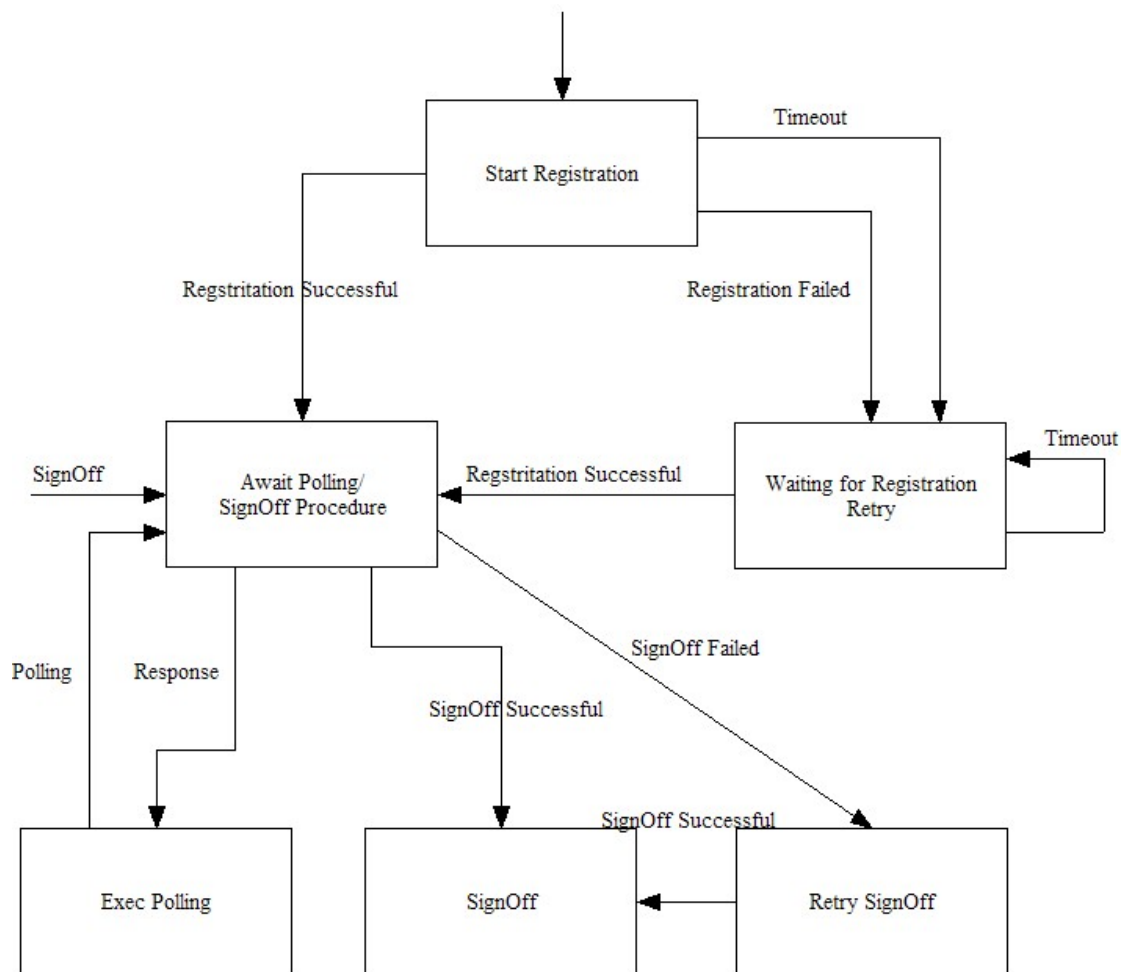 Timeout
Start Registration
Regstritation Successful
Registration Failed
Timeout
SignOff
Await Polling/
SignOff Procedure
Regstritation Successful
Waiting for Registration
Retry
SignOff Failed
Polling
Response
SignOff Successful
SignOff Successful
Exec Polling
SignOff
Retry SignOff